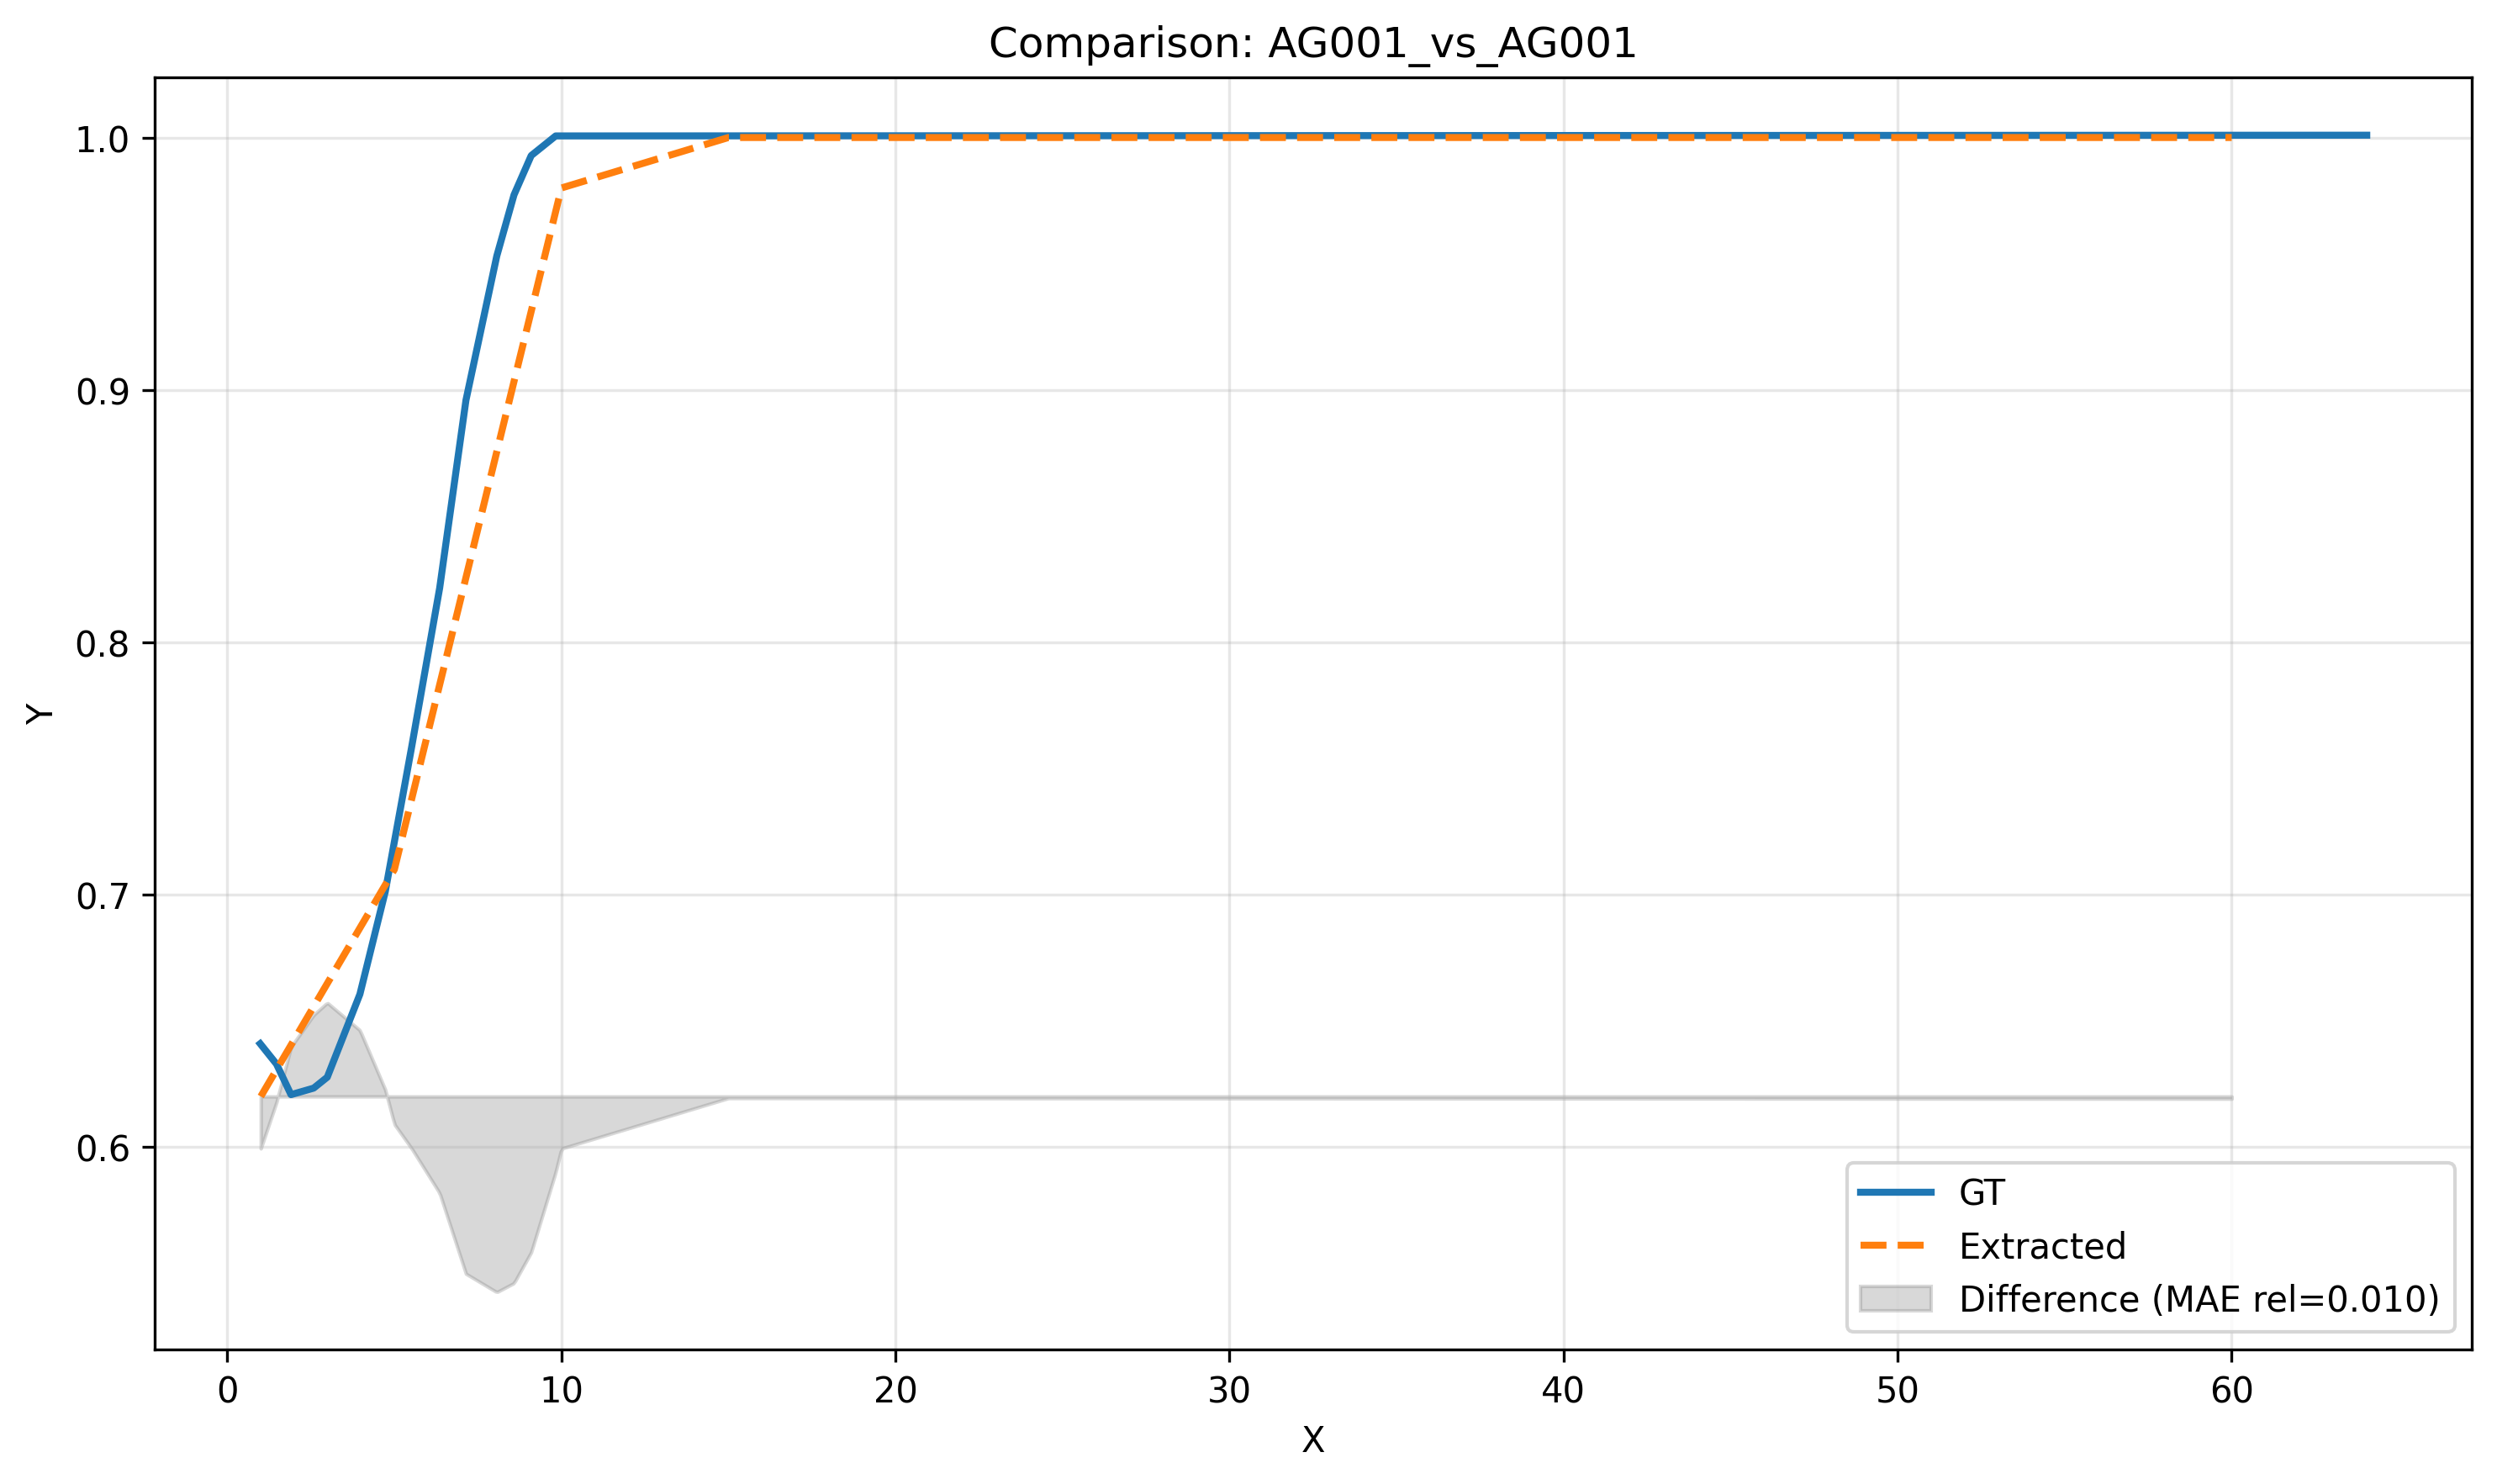 Comparison: AG001_vs_AG001
1.0
0.9
0.8
0.7
0.6
Y
0 10 20 30 40 50 60
X
GT
Extracted
Difference (MAE rel=0.010)